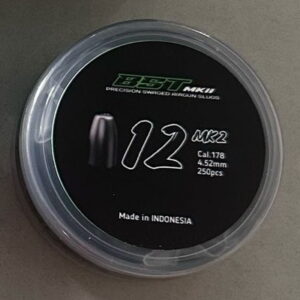 BST MKII
PRECISION SWAGED AIRGUN SLUGS
12 MK2
Cal.178
4.52mm
250pcs.
Made in INDONESIA